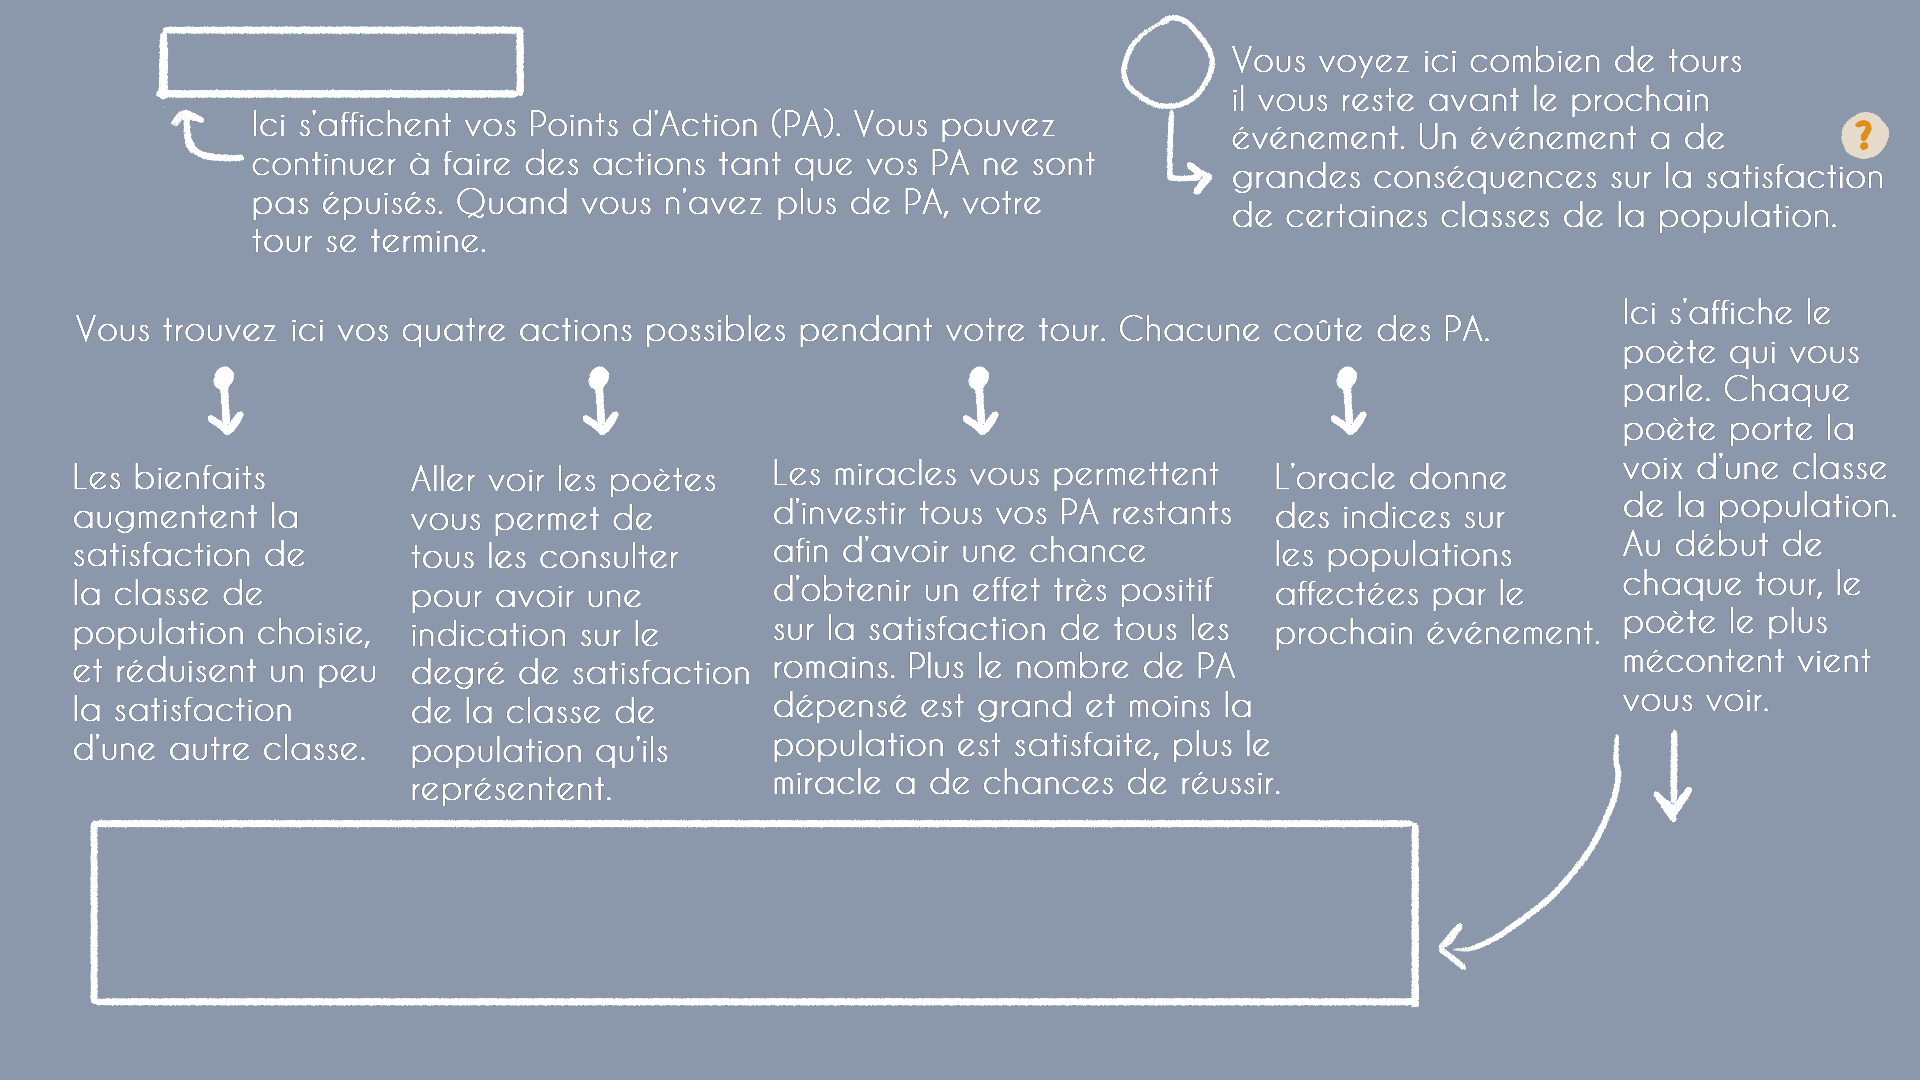 Ici s'affichent vos Points d'Action (PA). Vous pouvez
continuer à faire des actions tant que vos PA ne sont
pas épuisés. Quand vous n'avez plus de PA, votre
tour se termine.
Vous voyez ici combien de tours
il vous reste avant le prochain
événement. Un événement a de
grandes conséquences sur la satisfaction
de certaines classes de la population.
?
Vous trouvez ici vos quatre actions possibles pendant votre tour. Chacune coûte des PA.
Les bienfaits
augmentent la
satisfaction de
la classe de
population choisie,
et réduisent un peu
la satisfaction
d'une autre classe.
Aller voir les poètes
vous permet de
tous les consulter
pour avoir une
indication sur le
degré de satisfaction
de la classe de
population qu'ils
représentent.
Les miracles vous permettent
d'investir tous vos PA restants
afin d'avoir une chance
d'obtenir un effet très positif
sur la satisfaction de tous les
romains. Plus le nombre de PA
dépensé est grand et moins la
population est satisfaite, plus le
miracle a de chances de réussir.
L'oracle donne
des indices sur
les populations
affectées par le
prochain événement.
Ici s'affiche le
poète qui vous
parle. Chaque
poète porte la
voix d'une classe
de la population.
Au début de
chaque tour, le
poète le plus
mécontent vient
vous voir.